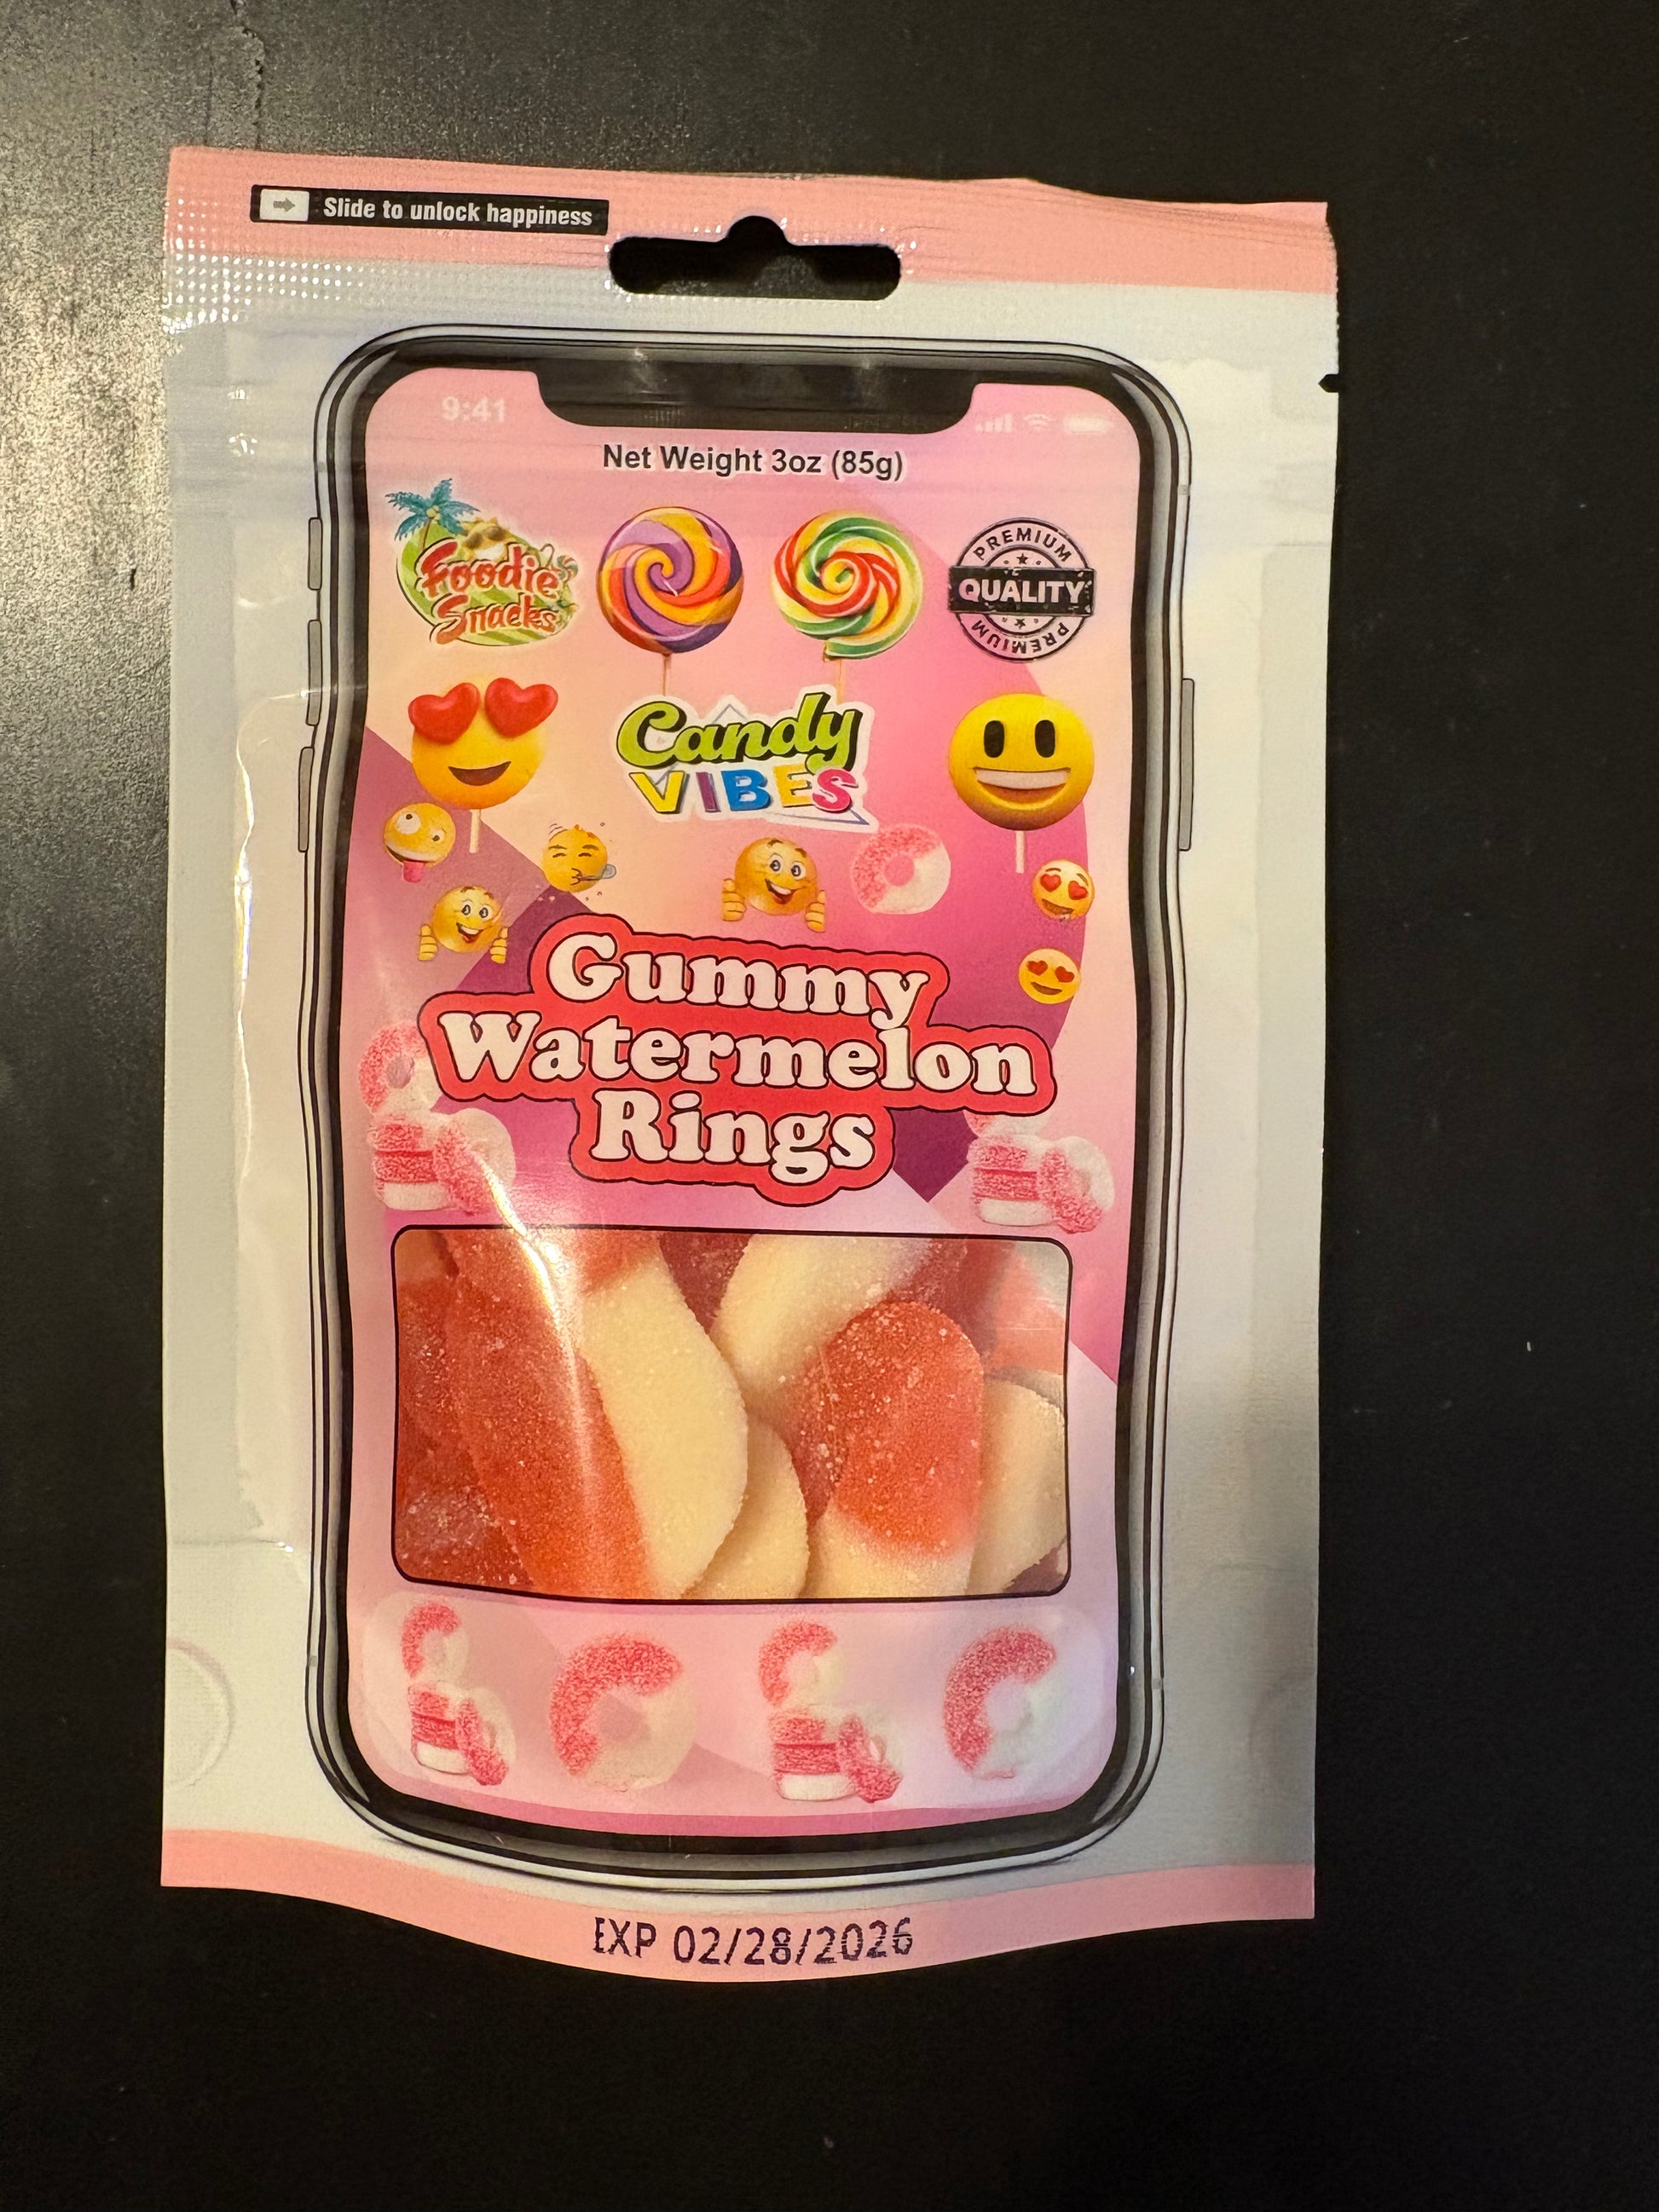 Slide to unlock happiness
9:41
Net Weight 3oz (85g)
Foodie
Snacks
PREMIUM
QUALITY
PREMIUM
Candy
VIBES
Gummy
Watermelon
Rings
EXP 02/28/2026